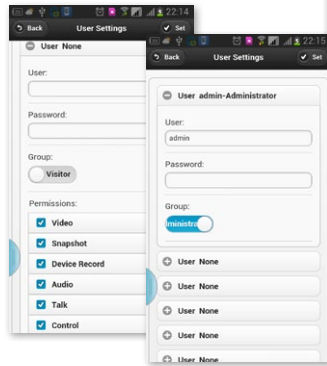 22:14
Back User Settings Set
User None
User:
Password:
Group:
Visitor
Permissions:
Video
Snapshot
Device Record
Audio
Talk
Control
22:15
Back User Settings Set
User admin-Administrator
User:
admin
Password:
Group:
ministra
User None
User None
User None
User None
User None